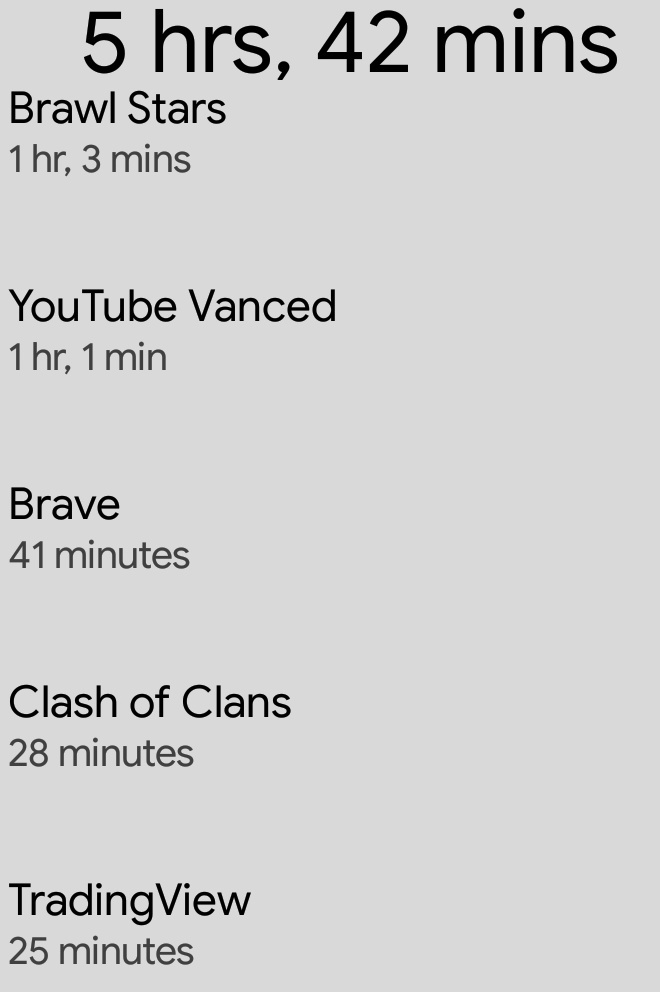 5 hrs, 42 mins
Brawl Stars
1 hr, 3 mins
YouTube Vanced
1 hr, 1 min
Brave
41 minutes
Clash of Clans
28 minutes
TradingView
25 minutes